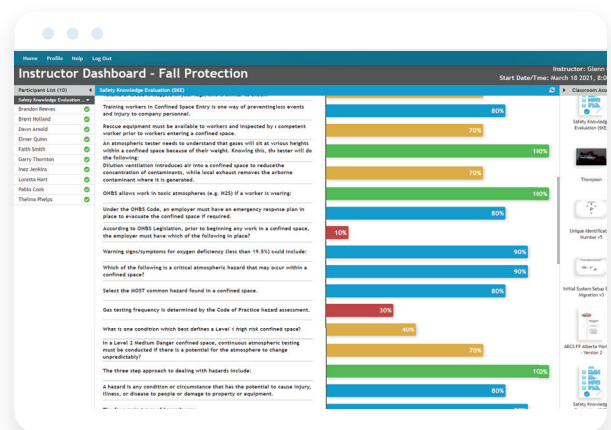 Home Profile Help Log Out
Instructor Dashboard - Fall Protection
Instructor: Glenn
Start Date/Time: March 18 2021, 8:0
Participant List (10)
Safety Knowledge Evaluation ...
Brandon Reeves
Brent Holland
Dawn Arnold
Elmer Quinn
Faith Smith
Garry Thornton
Inez Jenkins
Loretta Hart
Pablo Cook
Thelma Phelps
Safety Knowledge Evaluation (SKE)
Training workers in Confined Space Entry is one way of preventing loss events
and injury to company personnel.
80%
Rescue equipment must be available to workers and inspected by a competent
worker prior to workers entering a confined space.
70%
An atmospheric tester needs to understand that gases will sit at various heights
within a confined space because of their weight. Knowing this, the tester will do
the following:
100%
Dilution ventilation introduces air into a confined space to reduce the
concentration of contaminants, while local exhaust removes the airborne
contaminant where it is generated.
70%
OH&S allows work in toxic atmospheres (e.g. H2S) if a worker is wearing:
100%
Under the OH&S Code, an employer must have an emergency response plan in
place to evacuate the confined space if required.
80%
According to OH&S Legislation, prior to beginning any work in a confined space,
the employer must have which of the following in place?
10%
Warning signs/symptoms for oxygen deficiency (less than 19.5%) could include:
90%
Which of the following is a critical atmospheric hazard that may occur within a
confined space?
90%
Select the MOST common hazard found in a confined space.
80%
Gas testing frequency is determined by the Code of Practice hazard assessment.
30%
What is one condition which best defines a Level 1 high risk confined space?
40%
In a Level 2 Medium Danger confined space, continuous atmospheric testing
must be conducted if there is a potential for the atmosphere to change
unpredictably?
70%
The three step approach to dealing with hazards include:
100%
A hazard is any condition or circumstance that has the potential to cause injury,
illness, or disease to people or damage to property or equipment.
80%
Classroom Ass
Safety Knowledg
Evaluation (SKE
Thompson
Unique Identificat
Number v5
Initial System Setup
Migration v3
ABCS FP Alberta Wor
- Version 2
Safety Knowledg